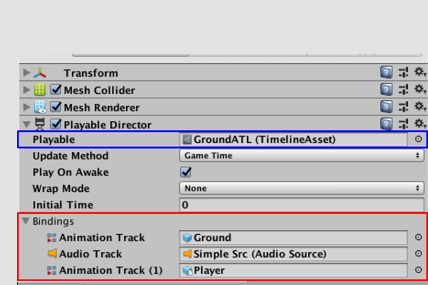 Transform
Mesh Collider
Mesh Renderer
Playable Director
Playable GroundATL (TimelineAsset)
Update Method Game Time
Play On Awake
Wrap Mode None
Initial Time 0
Bindings
Animation Track Ground
Audio Track Simple Src (Audio Source)
Animation Track (1) Player